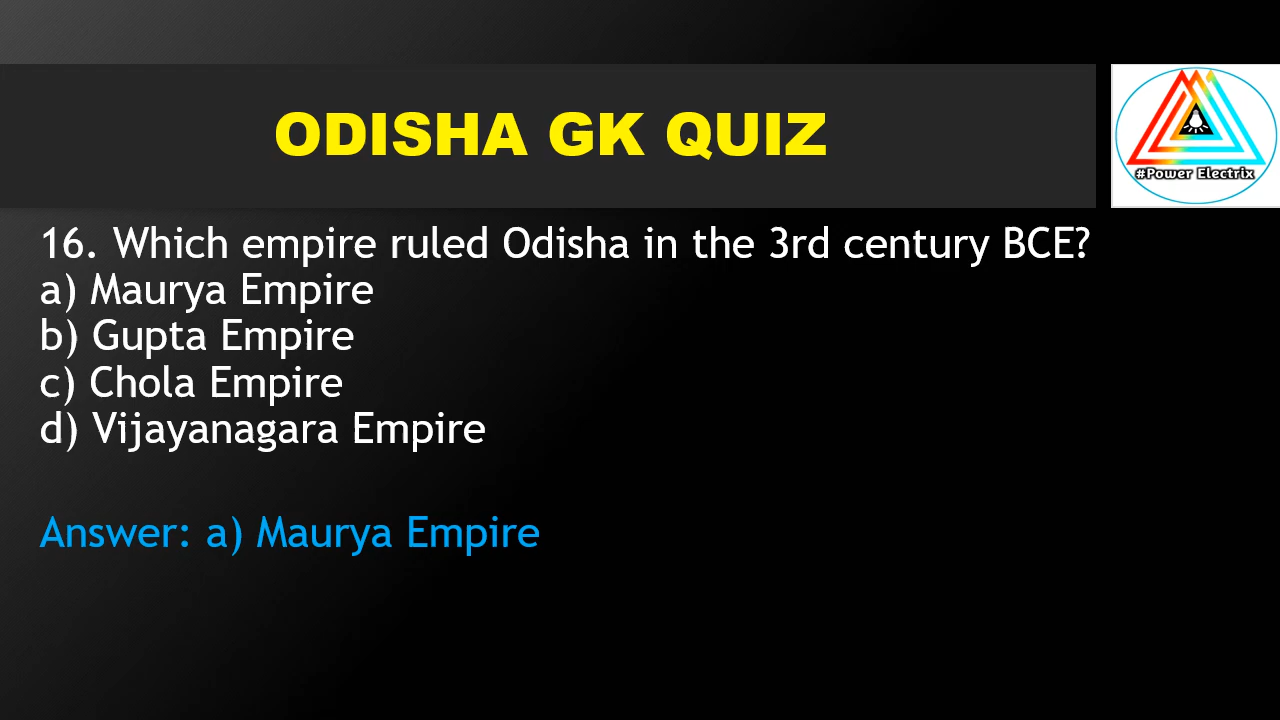 ODISHA GK QUIZ
#Power Electrix
16. Which empire ruled Odisha in the 3rd century BCE?
a) Maurya Empire
b) Gupta Empire
c) Chola Empire
d) Vijayanagara Empire
Answer: a) Maurya Empire